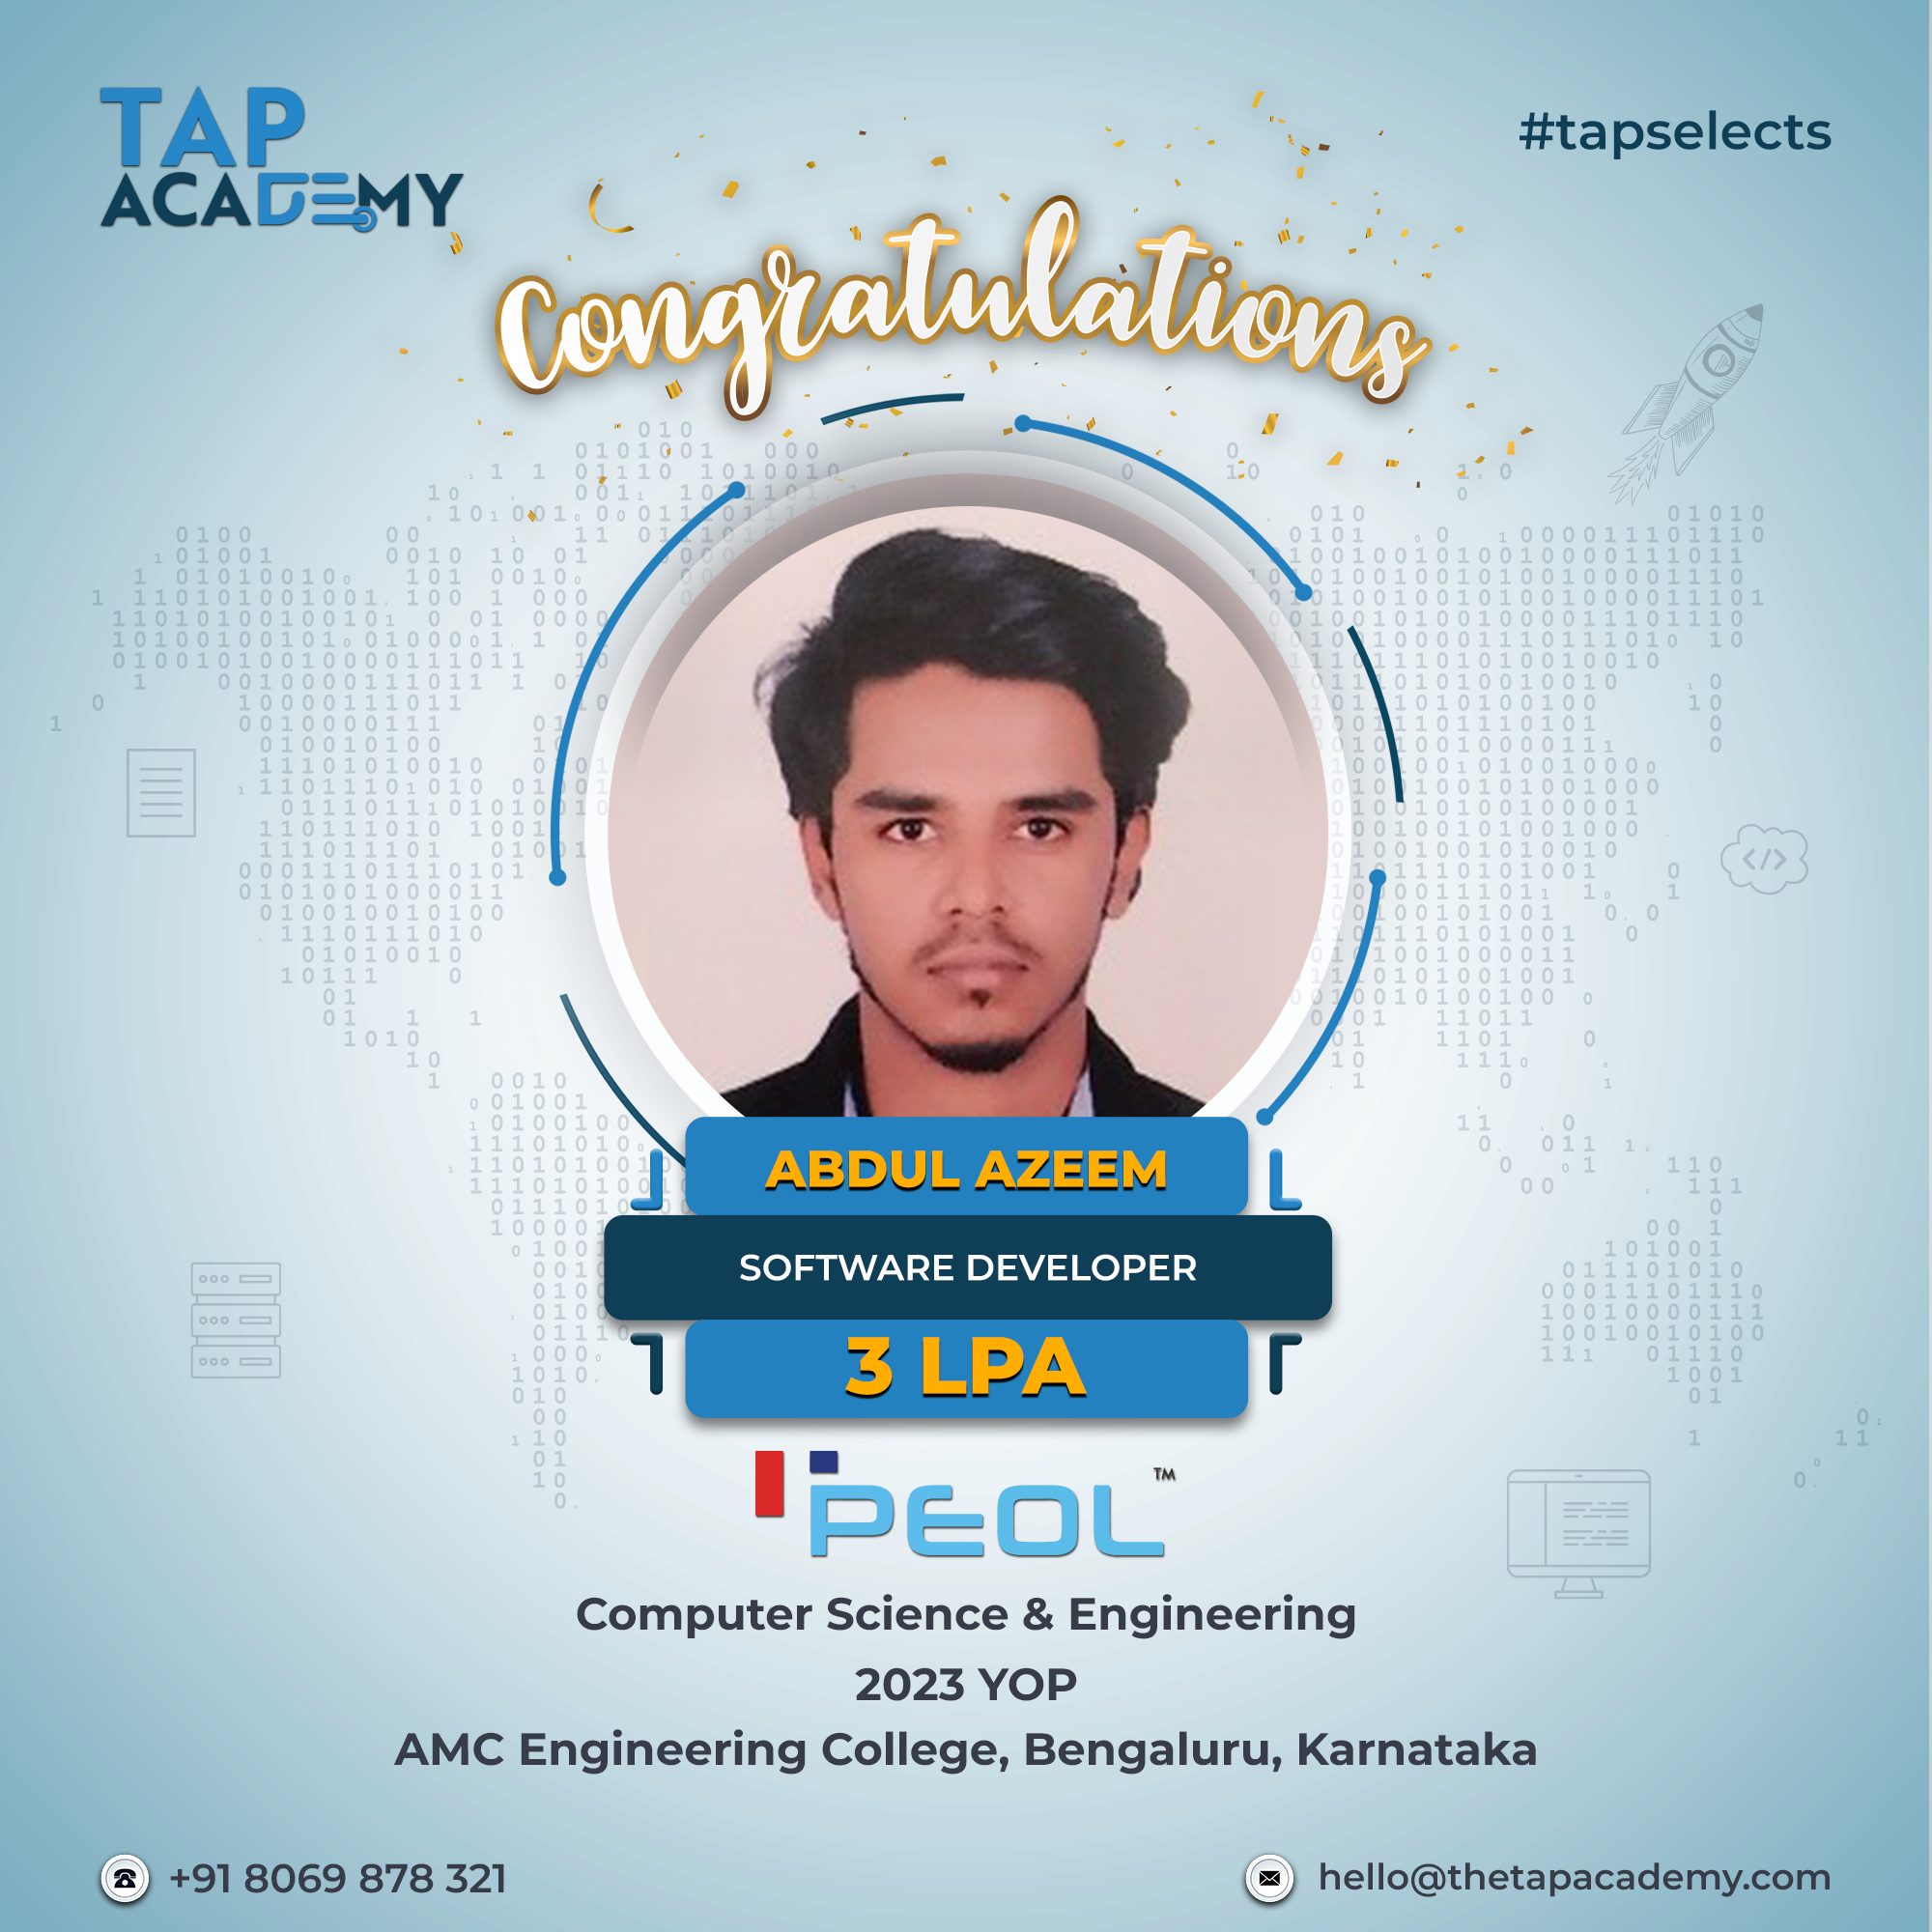 TAP
ACADEMY
#tapselects
Congratulations
ABDUL AZEEM
SOFTWARE DEVELOPER
3 LPA
PEOL™
Computer Science & Engineering
2023 YOP
AMC Engineering College, Bengaluru, Karnataka
+91 8069 878 321
hello@thetapacademy.com